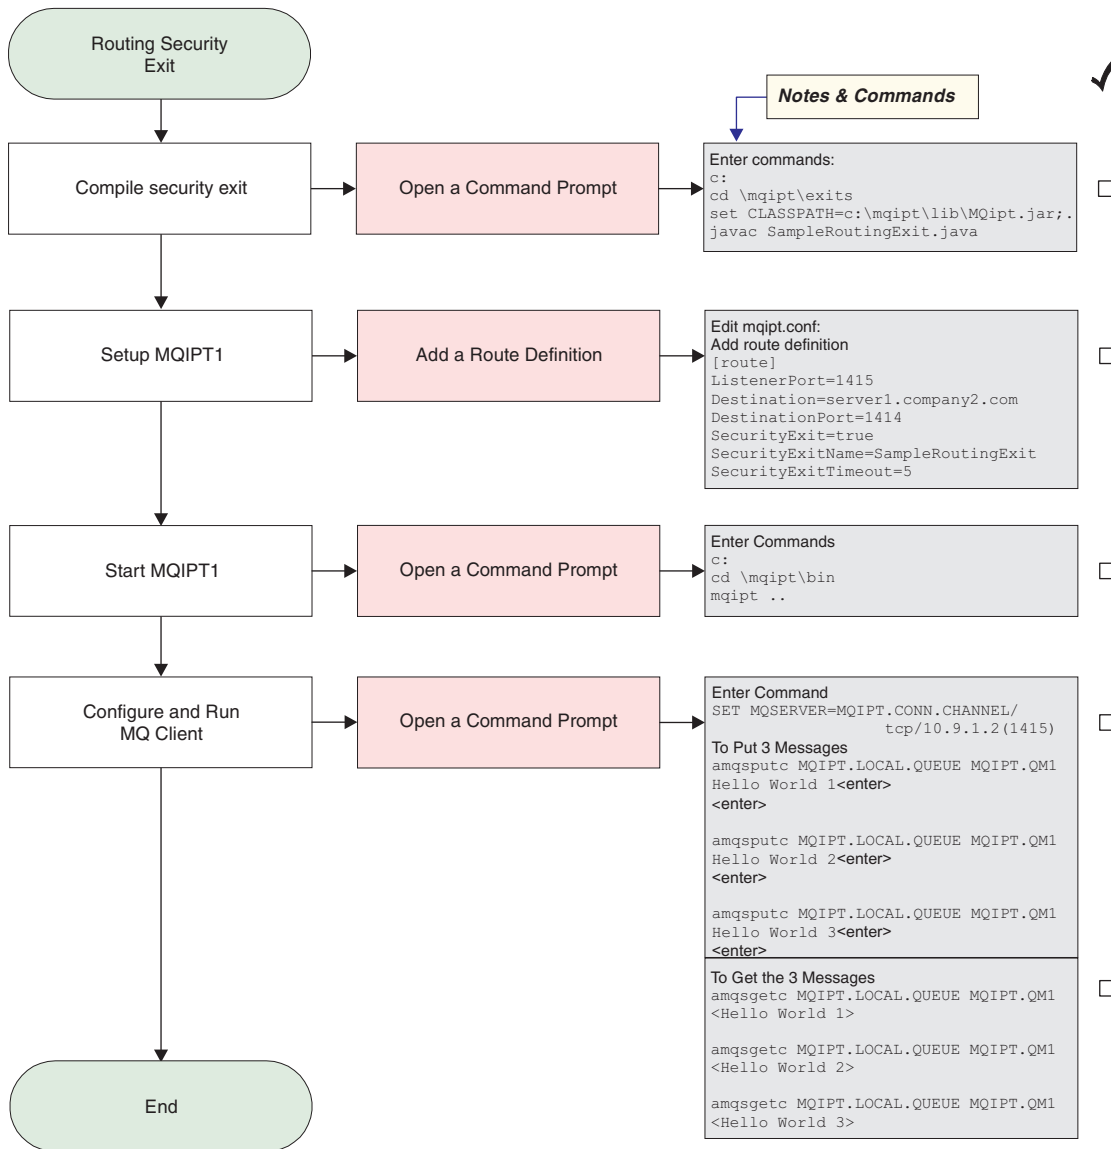 Routing Security
Exit
Notes & Commands
Compile security exit
Open a Command Prompt
Enter commands:
c:
cd \mqipt\exits
set CLASSPATH=c:\mqipt\lib\MQipt.jar;.
javac SampleRoutingExit.java
Setup MQIPT1
Add a Route Definition
Edit mqipt.conf:
Add route definition
[route]
ListenerPort=1415
Destination=server1.company2.com
DestinationPort=1414
SecurityExit=true
SecurityExitName=SampleRoutingExit
SecurityExitTimeout=5
Start MQIPT1
Open a Command Prompt
Enter Commands
c:
cd \mqipt\bin
mqipt ..
Configure and Run
MQ Client
Open a Command Prompt
Enter Command
SET MQSERVER=MQIPT.CONN.CHANNEL/
tcp/10.9.1.2(1415)
To Put 3 Messages
amqsputc MQIPT.LOCAL.QUEUE MQIPT.QM1
Hello World 1<enter>
<enter>
amqsputc MQIPT.LOCAL.QUEUE MQIPT.QM1
Hello World 2<enter>
<enter>
amqsputc MQIPT.LOCAL.QUEUE MQIPT.QM1
Hello World 3<enter>
<enter>
To Get the 3 Messages
amqsgetc MQIPT.LOCAL.QUEUE MQIPT.QM1
<Hello World 1>
amqsgetc MQIPT.LOCAL.QUEUE MQIPT.QM1
<Hello World 2>
amqsgetc MQIPT.LOCAL.QUEUE MQIPT.QM1
<Hello World 3>
End